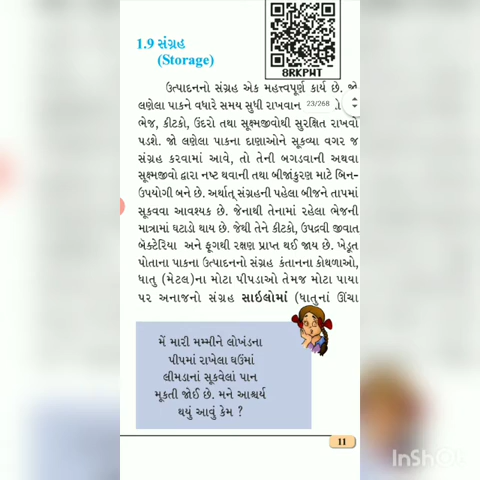 1.9 સંગ્રહ
(Storage)
8RKPWT
ઉત્પાદનનો સંગ્રહ એક મહત્ત્વપૂર્ણ કાર્ય છે. જો
લણેલા પાકને વધારે સમય સુધી રાખવાન
23/268
ભેજ, કીટકો, ઉંદરો તથા સૂક્ષ્મજીવોથી સુરક્ષિત રાખવો
પડશે. જો લણેલા પાકના દાણાઓને સૂકવ્યા વગર જ
સંગ્રહ કરવામાં આવે, તો તેની બગડવાની અથવા
સૂક્ષ્મજીવો દ્વારા નષ્ટ થવાની તથા બીજાંકુરણ માટે બિન-
ઉપયોગી બને છે. અર્થાત્ સંગ્રહની પહેલા બીજને તાપમાં
સૂકવવા આવશ્યક છે. જેનાથી તેનામાં રહેલા ભેજની
માત્રામાં ઘટાડો થાય છે. જેથી તેને કીટકો, ઉપદ્રવી જીવાત
બેક્ટેરિયા અને ફૂગથી રક્ષણ પ્રાપ્ત થઈ જાય છે. ખેડૂત
પોતાના પાકના ઉત્પાદનનો સંગ્રહ કંતાનના કોથળાઓ,
ધાતુ (મેટલ)ના મોટા પીપડાઓ તેમજ મોટા પાયા
પર અનાજનો સંગ્રહ સાઇલોમાં (ધાતુનાં ઊંચા
મેં મારી મમ્મીને લોખંડના
પીપમાં રાખેલા ઘઉંમાં
લીમડાનાં સૂકવેલાં પાન
મૂકતી જોઈ છે. મને આશ્ચર્ય
થયું આવું કેમ ?
11
InShOt